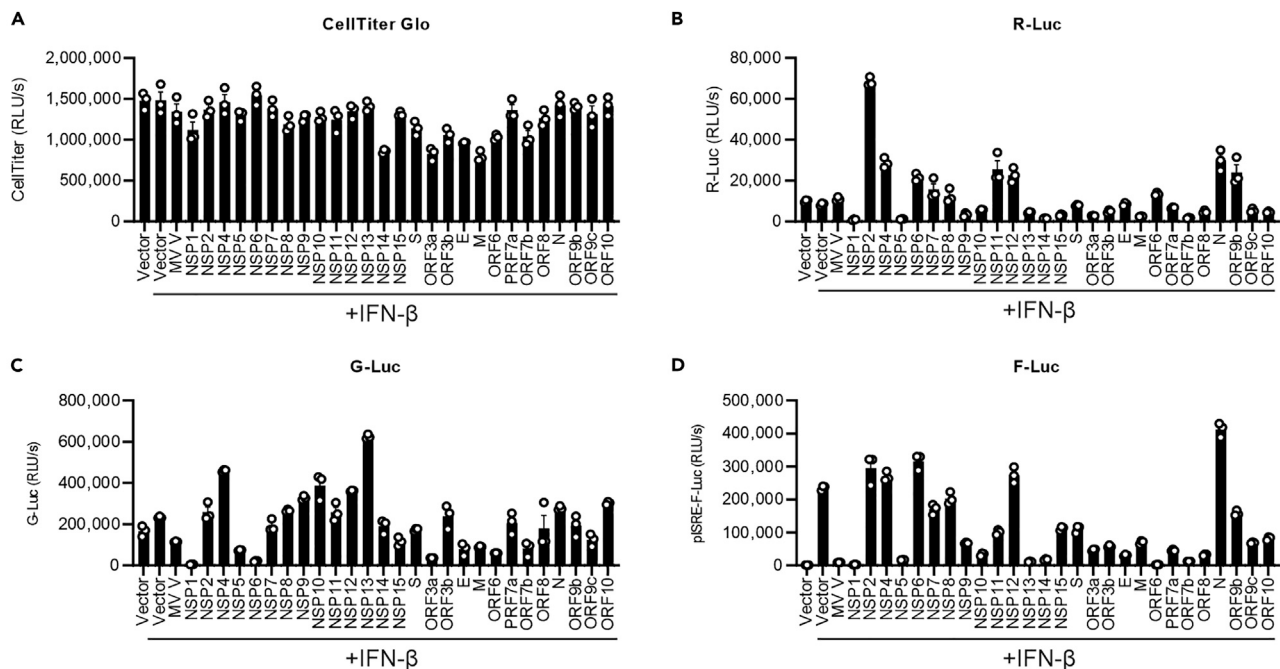 A
CellTiter Glo
CellTiter (RLU/s)
2,000,000
1,500,000
1,000,000
500,000
0
Vector
Vector
MV V
NSP1
NSP2
NSP4
NSP5
NSP6
NSP7
NSP8
NSP9
NSP10
NSP11
NSP12
NSP13
NSP14
NSP15
S
ORF3a
ORF3b
E
M
ORF6
PRF7a
ORF7b
ORF8
N
ORF9b
ORF9c
ORF10
+IFN-β
B
R-Luc
R-Luc (RLU/s)
80,000
60,000
40,000
20,000
0
Vector
Vector
MV V
NSP1
NSP2
NSP4
NSP5
NSP6
NSP7
NSP8
NSP9
NSP10
NSP11
NSP12
NSP13
NSP14
NSP15
S
ORF3a
ORF3b
E
M
ORF6
ORF7a
ORF7b
ORF8
N
ORF9b
ORF9c
ORF10
+IFN-β
C
G-Luc
G-Luc (RLU/s)
800,000
600,000
400,000
200,000
0
Vector
Vector
MV V
NSP1
NSP2
NSP4
NSP5
NSP6
NSP7
NSP8
NSP9
NSP10
NSP11
NSP12
NSP13
NSP14
NSP15
S
ORF3a
ORF3b
E
M
ORF6
PRF7a
ORF7b
ORF8
N
ORF9b
ORF9c
ORF10
+IFN-β
D
F-Luc
pISRE-F-Luc (RLU/s)
500,000
400,000
300,000
200,000
100,000
0
Vector
Vector
MV V
NSP1
NSP2
NSP4
NSP5
NSP6
NSP7
NSP8
NSP9
NSP10
NSP11
NSP12
NSP13
NSP14
NSP15
S
ORF3a
ORF3b
E
M
ORF6
PRF7a
ORF7b
ORF8
N
ORF9b
ORF9c
ORF10
+IFN-β